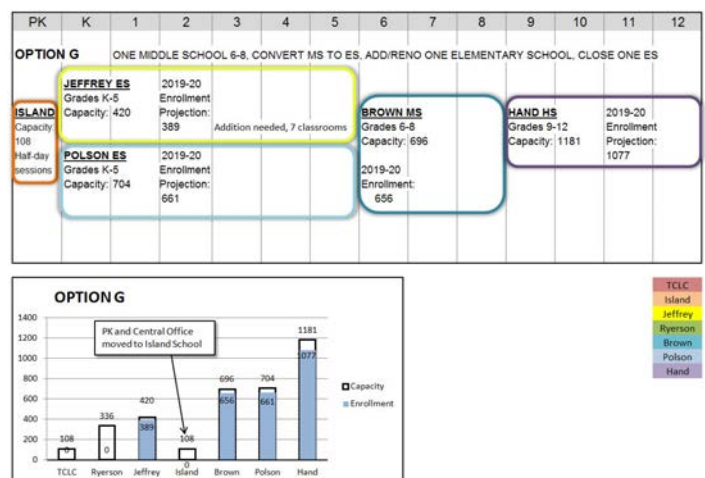 PK K 1 2 3 4 5 6 7 8 9 10 11 12
OPTION G ONE MIDDLE SCHOOL 6-8, CONVERT MS TO ES, ADD/RENO ONE ELEMENTARY SCHOOL, CLOSE ONE ES
ISLAND
Capacity:
108
Half-day
sessions
JEFFREY ES
Grades K-5
Capacity: 420
2019-20
Enrollment
Projection:
389
Addition needed, 7 classrooms
POLSON ES
Grades K-5
Capacity: 704
2019-20
Enrollment
Projection:
661
BROWN MS
Grades 6-8
Capacity: 696
2019-20
Enrollment:
656
HAND HS
Grades 9-12
Capacity: 1181
2019-20
Enrollment
Projection:
1077
OPTION G
1400
1200
1000
800
600
400
200
0
PK and Central Office
moved to Island School
108
0
336
0
420
389
108
0
696
656
704
661
1181
1077
TCLC Ryerson Jeffrey Island Brown Polson Hand
Capacity
Enrollment
TCLC
Island
Jeffrey
Ryerson
Brown
Polson
Hand